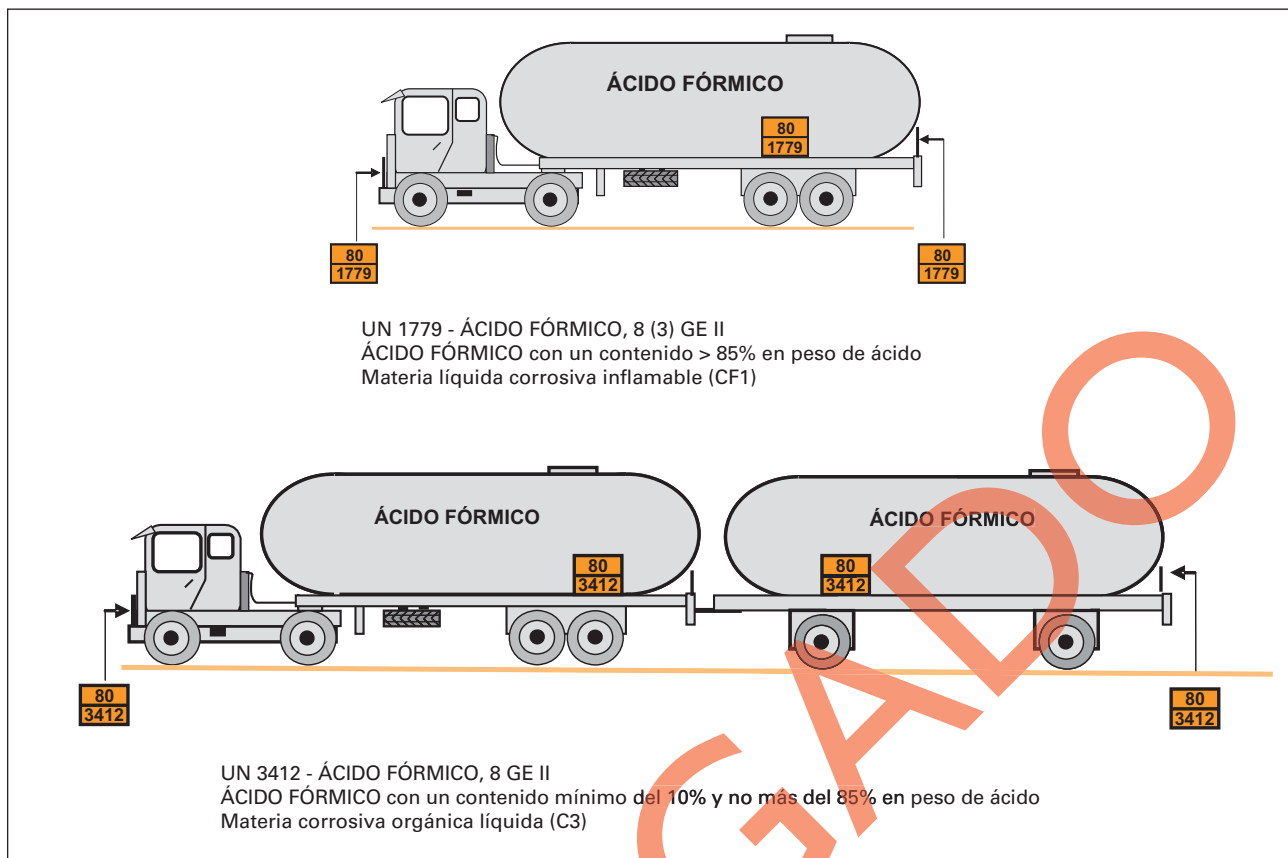 ÁCIDO FÓRMICO
80
1779
80
1779
80
1779
UN 1779 - ÁCIDO FÓRMICO, 8 (3) GE II
ÁCIDO FÓRMICO con un contenido > 85% en peso de ácido
Materia líquida corrosiva inflamable (CF1)
ÁCIDO FÓRMICO
ÁCIDO FÓRMICO
80
3412
80
3412
80
3412
80
3412
UN 3412 - ÁCIDO FÓRMICO, 8 GE II
ÁCIDO FÓRMICO con un contenido mínimo del 10% y no más del 85% en peso de ácido
Materia corrosiva orgánica líquida (C3)
GADO